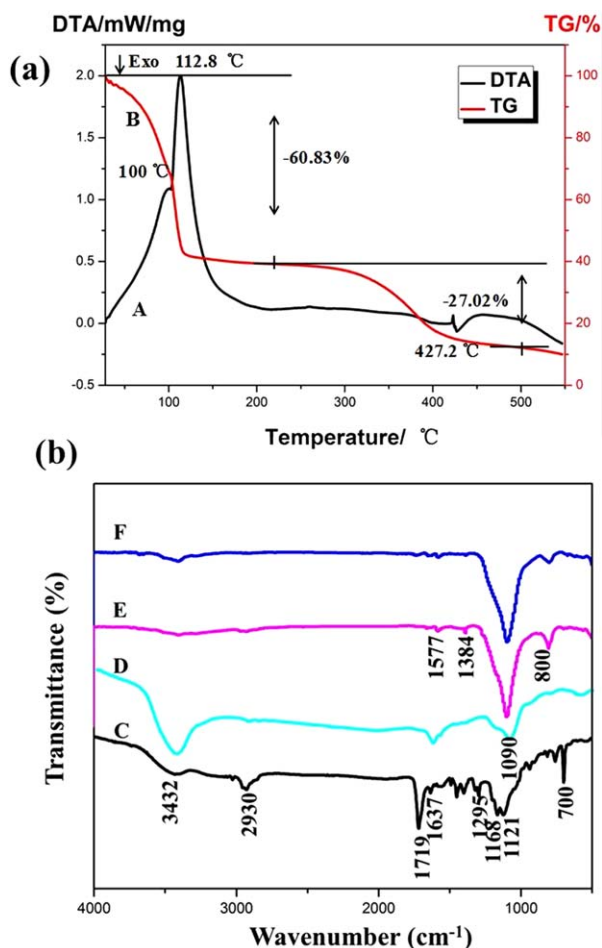 DTA/mW/mg TG/%
(a)
↓ Exo 112.8 ℃
DTA
TG
B
100 ℃
-60.83%
A
-27.02%
427.2 ℃
2.0
1.5
1.0
0.5
0.0
-0.5
100
80
60
40
20
10
0
100 200 300 400 500
Temperature/ ℃
(b)
F
E
D
C
1577
1384
800
1090
3432
2930
1719
1637
1295
1168
1121
700
Transmittance (%)
4000 3000 2000 1000
Wavenumber (cm-1)